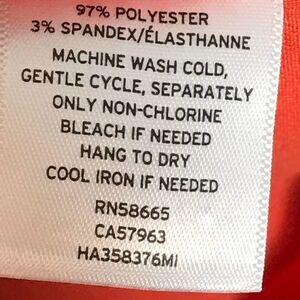 97% POLYESTER
3% SPANDEX/ÉLASTHANNE
MACHINE WASH COLD,
GENTLE CYCLE, SEPARATELY
ONLY NON-CHLORINE
BLEACH IF NEEDED
HANG TO DRY
COOL IRON IF NEEDED
RN58665
CA57963
HA358376MI